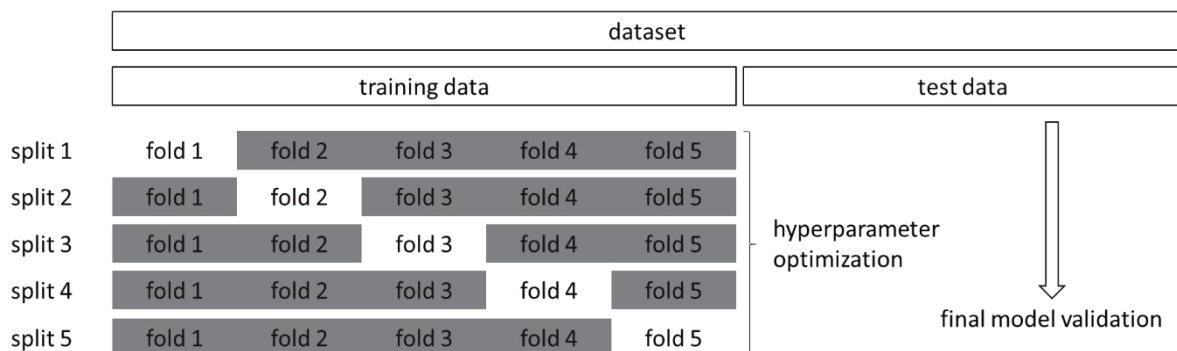 dataset
training data test data
split 1 fold 1 fold 2 fold 3 fold 4 fold 5
split 2 fold 1 fold 2 fold 3 fold 4 fold 5
split 3 fold 1 fold 2 fold 3 fold 4 fold 5
split 4 fold 1 fold 2 fold 3 fold 4 fold 5
split 5 fold 1 fold 2 fold 3 fold 4 fold 5
hyperparameter
optimization
final model validation